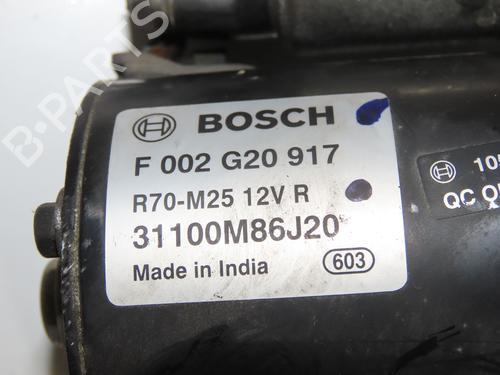 BOSCH
F 002 G20 917
R70-M25 12V R
31100M86J20
Made in India 603
QC
B-PARTS